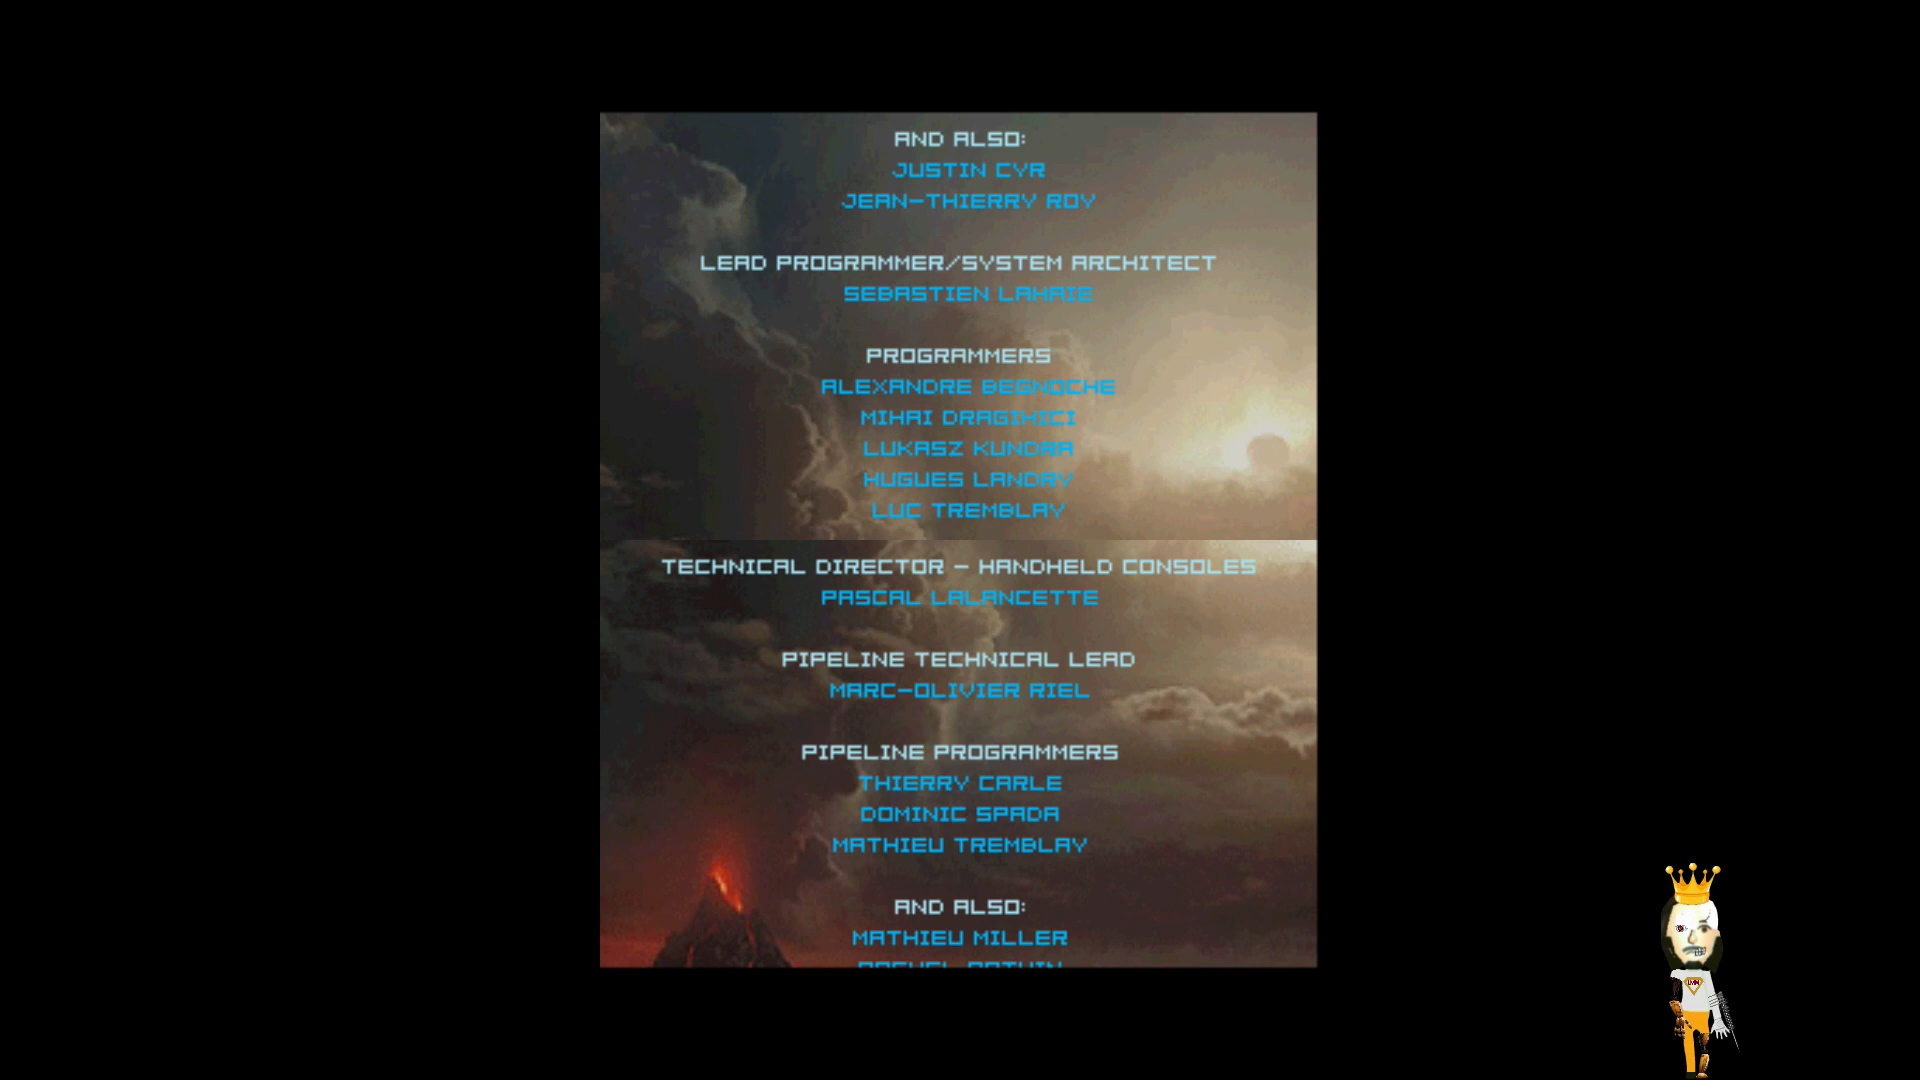 AND ALSO:
JUSTIN CYR
JEAN-THIERRY ROY
LEAD PROGRAMMER/SYSTEM ARCHITECT
SEBASTIEN LAHAIE
PROGRAMMERS
ALEXANDRE BEGNOCHE
MIHAI DRAGIHICI
LUKASZ KUNDRA
HUGUES LANDRY
LUC TREMBLAY
TECHNICAL DIRECTOR - HANDHELD CONSOLES
PASCAL LALANCETTE
PIPELINE TECHNICAL LEAD
MARC-OLIVIER RIEL
PIPELINE PROGRAMMERS
THIERRY CARLE
DOMINIC SPADA
MATHIEU TREMBLAY
AND ALSO:
MATHIEU MILLER